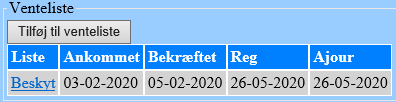 Venteliste
Tilføj til venteliste
Liste Ankommet Bekræftet Reg Ajour
Beskyt 03-02-2020 05-02-2020 26-05-2020 26-05-2020